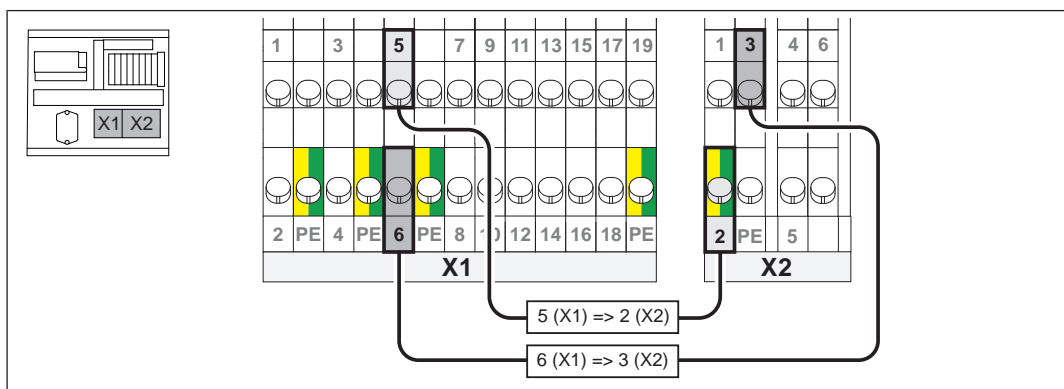 X1 X2
1 3 5 7 9 11 13 15 17 19
1 3 4 6
2 PE 4 PE 6 PE 8 10 12 14 16 18 PE
2 PE 5
X1
X2
5 (X1) => 2 (X2)
6 (X1) => 3 (X2)